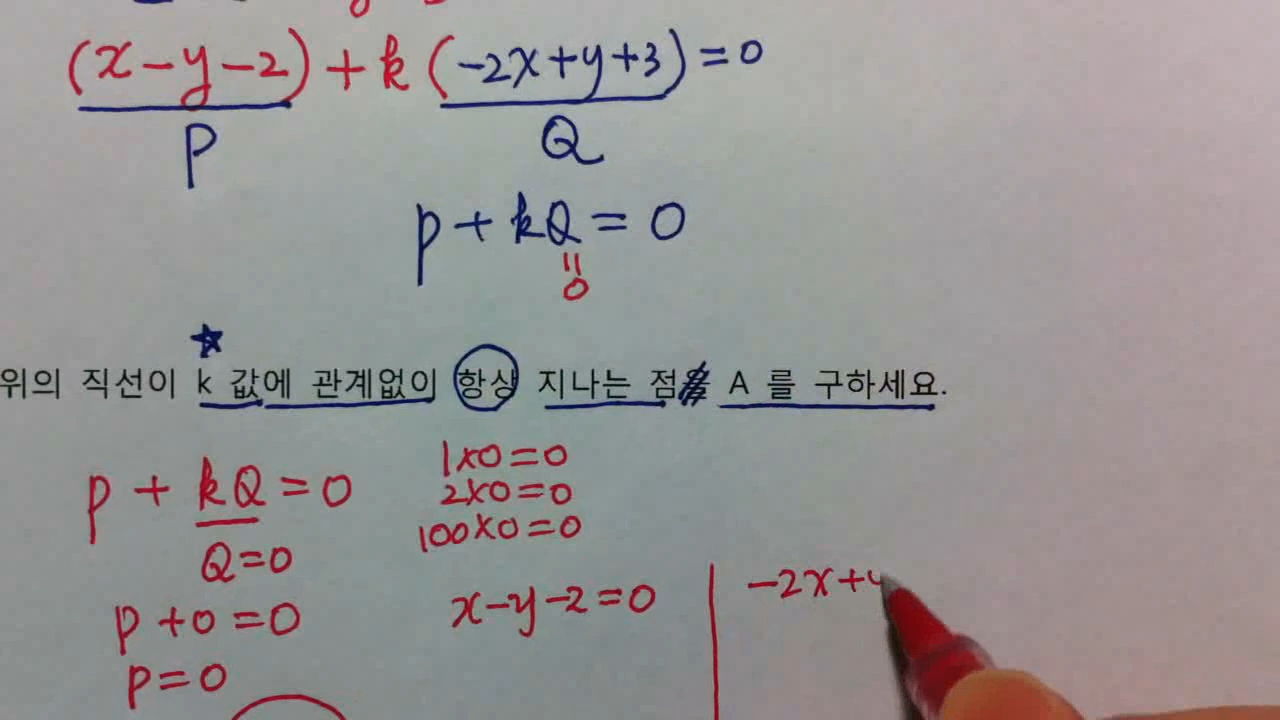 (x-y-2)+k(-2x+y+3)=0
P Q
P+kQ=0
=
0
위의 직선이 k 값에 관계없이 항상 지나는 점을 A 를 구하세요.
P+kQ=0
1×0=0
2×0=0
100×0=0
Q=0
P+0=0
P=0
x-y-2=0
-2x+y